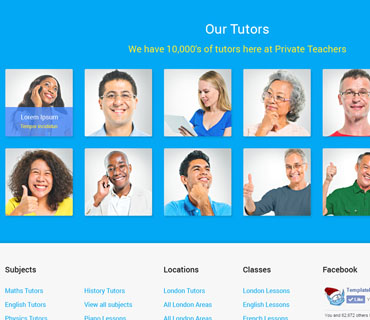 Our Tutors
We have 10,000's of tutors here at Private Teachers
Lorem Ipsum
Tempor Incididun
Subjects Locations Classes Facebook
Maths Tutors History Tutors London Tutors London Lessons
English Tutors View all subjects All London Areas English Lessons
Physics Tutors Piano Lessons All London Areas French Lessons
Like
You and 62,972 others